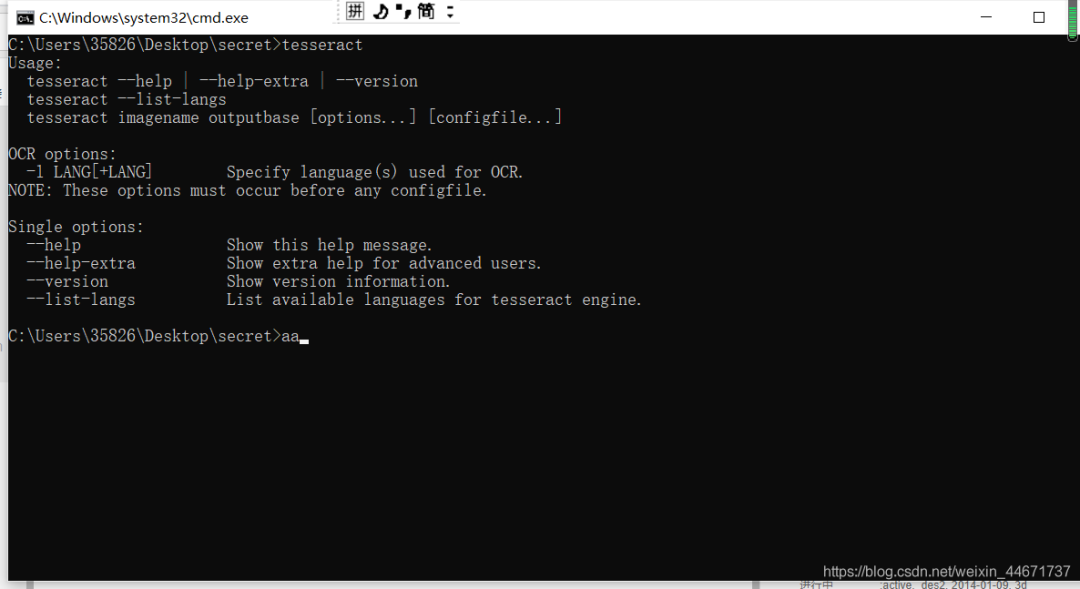 C:\Windows\system32\cmd.exe
拼 簡
C:\Users\35826\Desktop\secret>tesseract
Usage:
  tesseract --help | --help-extra | --version
  tesseract --list-langs
  tesseract imagename outputbase [options...] [configfile...]

OCR options:
  -l LANG[+LANG]        Specify language(s) used for OCR.
NOTE: These options must occur before any configfile.

Single options:
  --help                Show this help message.
  --help-extra          Show extra help for advanced users.
  --version             Show version information.
  --list-langs          List available languages for tesseract engine.

C:\Users\35826\Desktop\secret>aa
https://blog.csdn.net/weixin_44671737
进行中 :active, des2, 2014-01-09, 3d